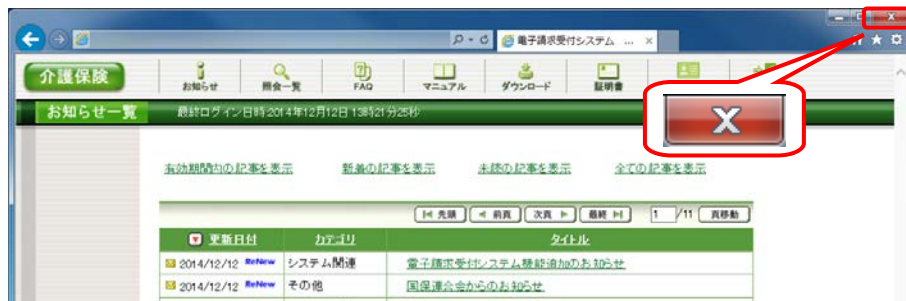 電子請求受付システム ...
介護保険
お知らせ 照会一覧 FAQ マニュアル ダウンロード 証明書
お知らせ一覧 最終ログイン日時:2014年12月12日 13時21分25秒
有効期間内の記事を表示 新着の記事を表示 未読の記事を表示 全ての記事を表示
先頭 前頁 次頁 最終 1 /11 頁移動
更新日付 カテゴリ タイトル
2014/12/12 ReNew システム関連 電子請求受付システム機能追加のお知らせ
2014/12/12 ReNew その他 国保連合会からのお知らせ